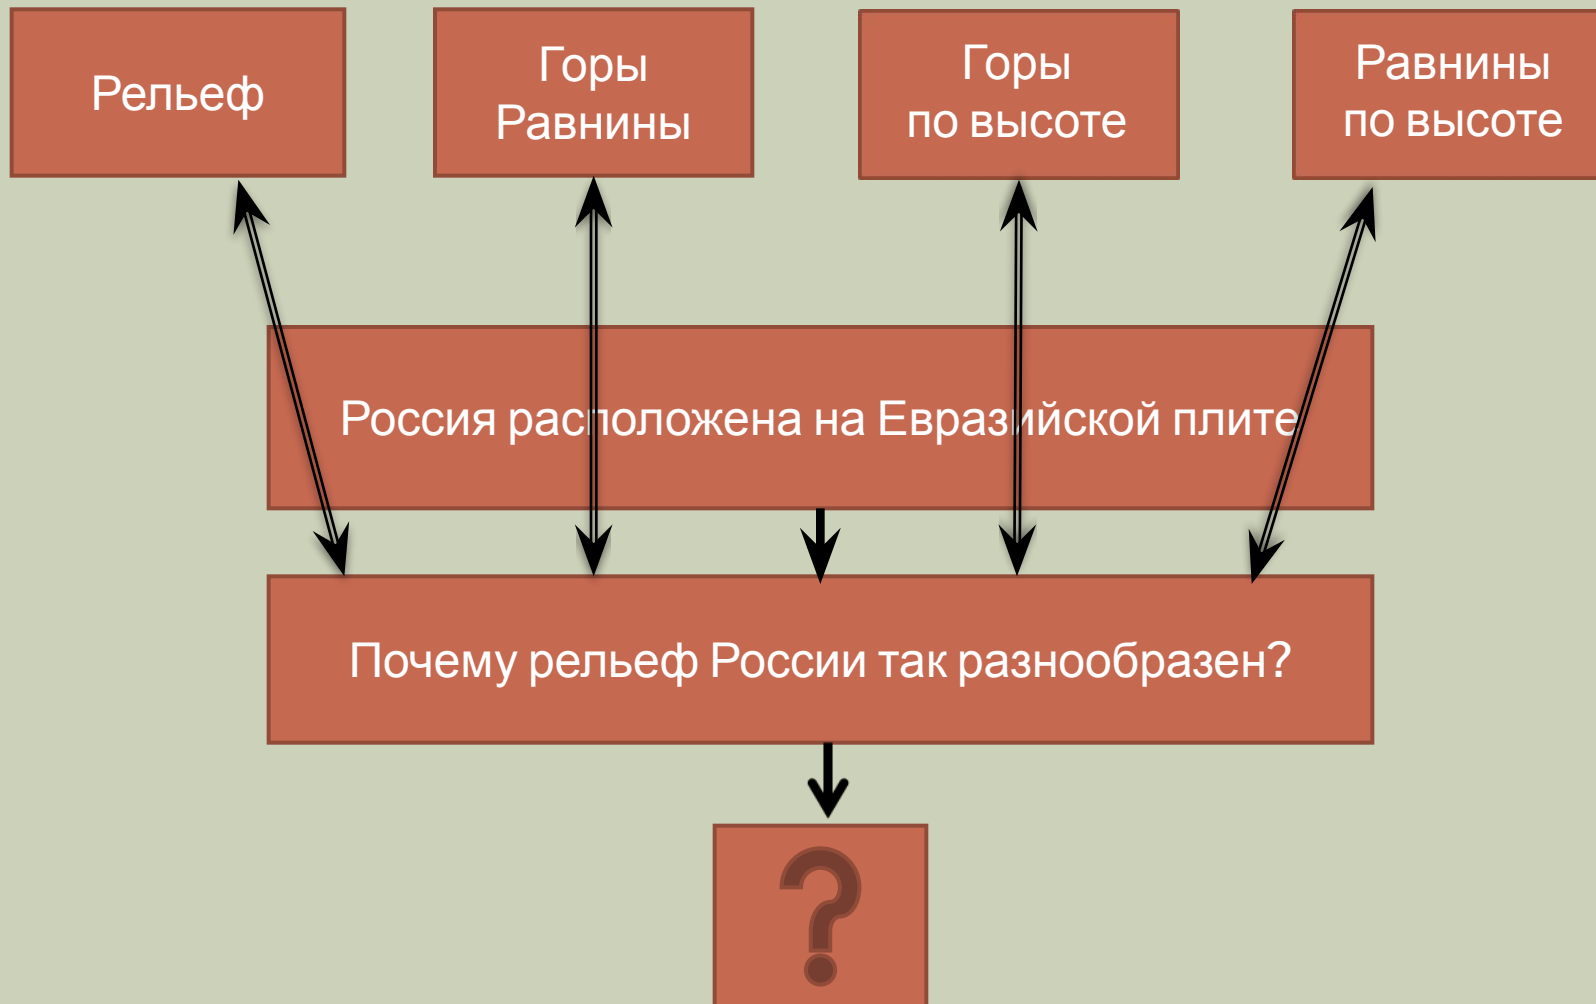 Рельеф
Горы
Равнины
Горы
по высоте
Равнины
по высоте
Россия расположена на Евразийской плите
Почему рельеф России так разнообразен?
?